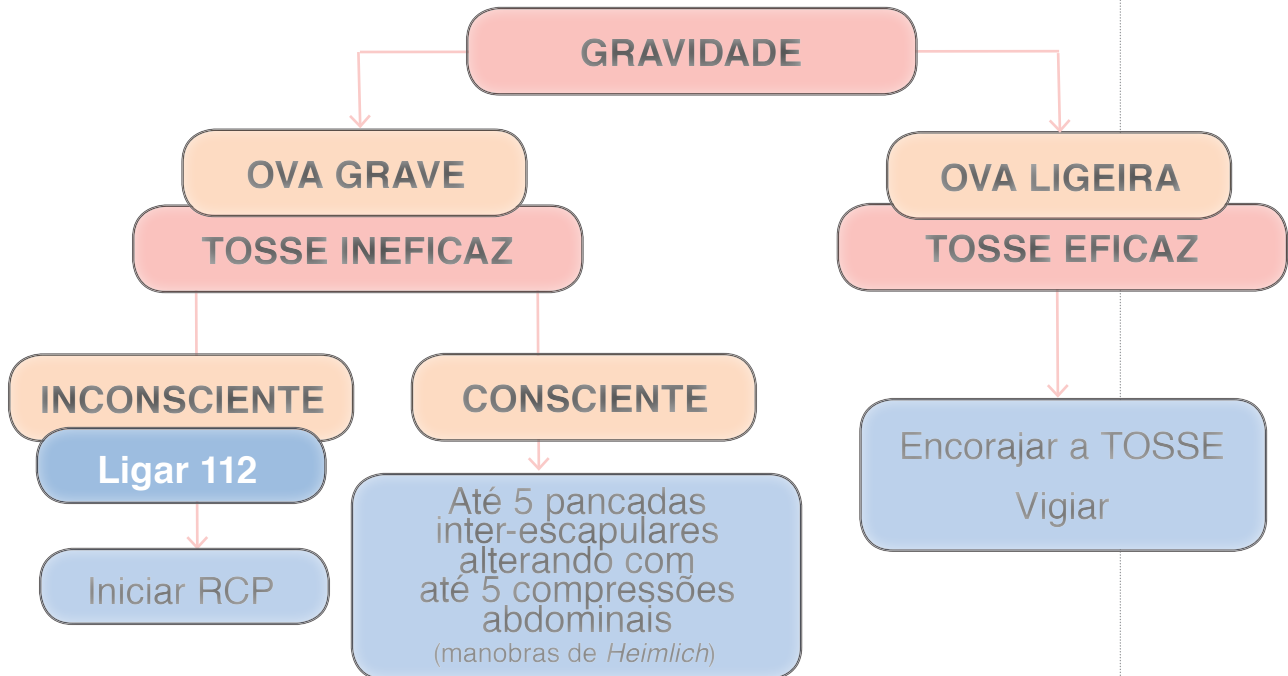 GRAVIDADE
OVA GRAVE
TOSSE INEFICAZ
OVA LIGEIRA
TOSSE EFICAZ
INCONSCIENTE
Ligar 112
Iniciar RCP
CONSCIENTE
Até 5 pancadas
inter-escapulares
alterando com
até 5 compressões
abdominais
(manobras de Heimlich)
Encorajar a TOSSE
Vigiar